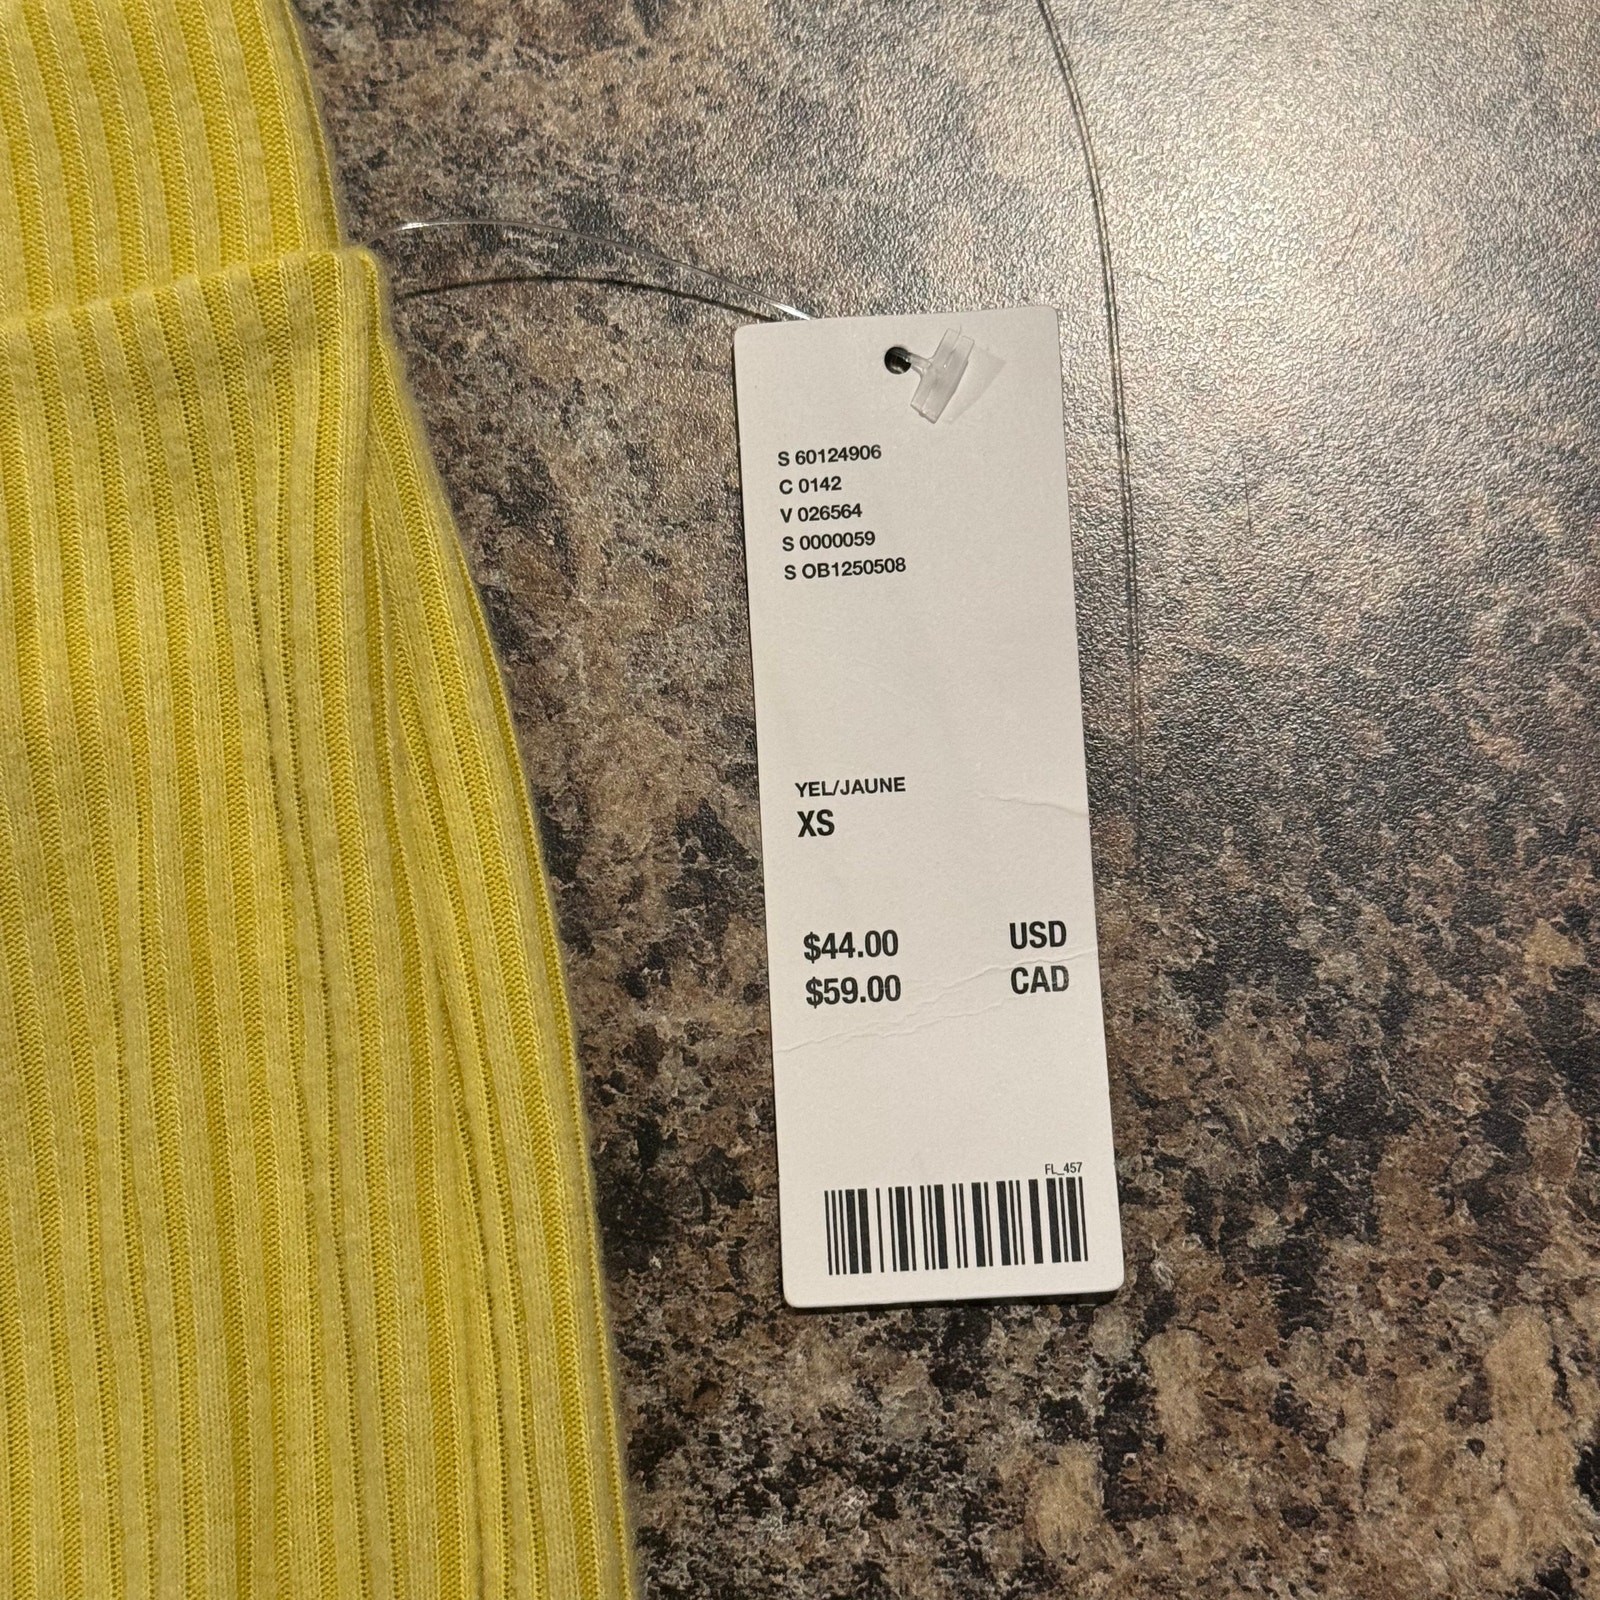 S 60124906
C 0142
V 026564
S 0000059
S OB1250508
YEL/JAUNE
XS
$44.00 USD
$59.00 CAD
FL_457